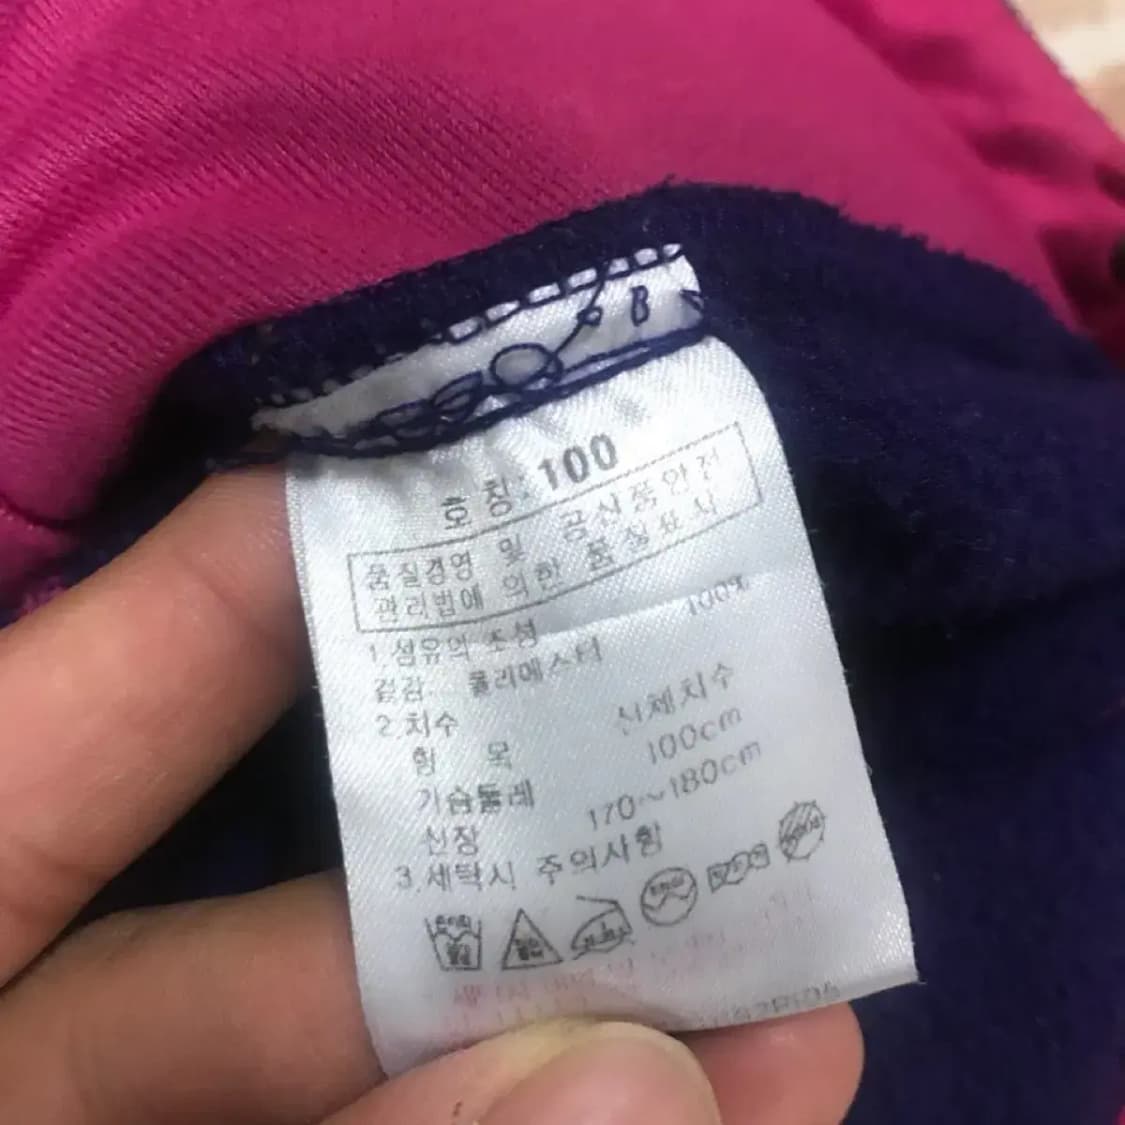 호 칭: 100
품질경영 및 공산품안전
관리법에 의한 품질표시
1.섬유의 조성
겉감: 폴리에스터 100%
2.치수
항 목 신체치수
가슴둘레 100cm
신장 170~180cm
3.세탁시 주의사항